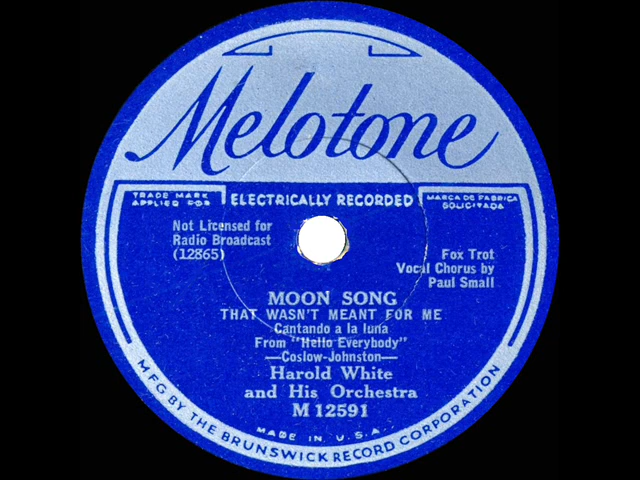 Melotone
TRADE MARK
APPLIED FOR
ELECTRICALLY RECORDED
MARCA DE FABRICA
SOLICITADA
Not Licensed for
Radio Broadcast
(12865)
Fox Trot
Vocal Chorus by
Paul Small
MOON SONG
THAT WASN'T MEANT FOR ME
Cantando a la luna
From "Hello Everybody"
—Coslow-Johnston—
Harold White
and His Orchestra
M 12591
MADE IN U.S.A.
MFG BY THE BRUNSWICK RECORD CORPORATION